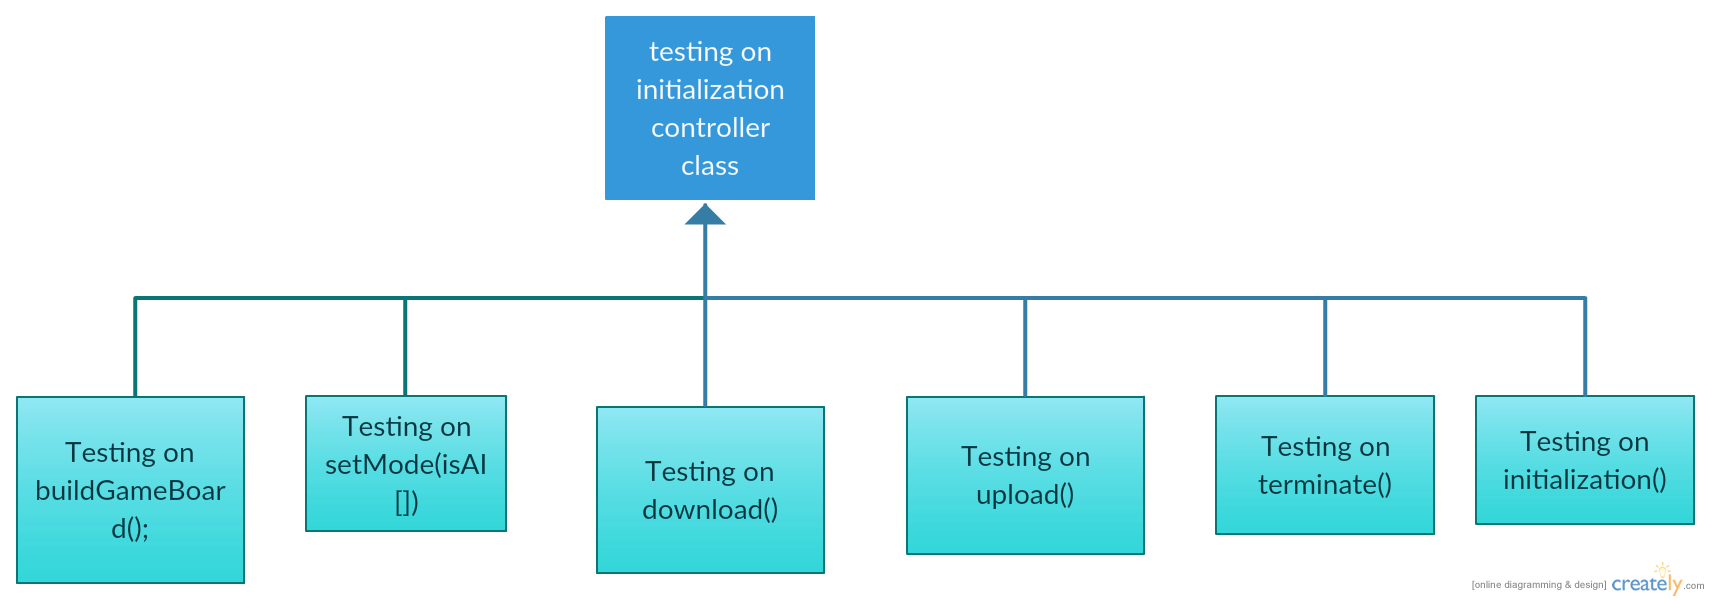 testing on
initialization
controller
class
Testing on
buildGameBoar
d();
Testing on
setMode(isAI
[])
Testing on
download()
Testing on
upload()
Testing on
terminate()
Testing on
initialization()
[online diagramming & design] creately.com